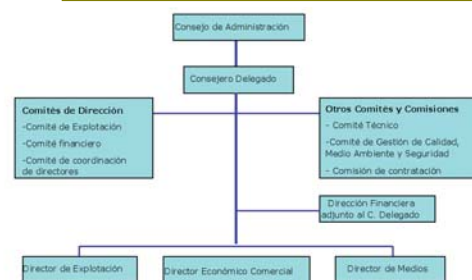 Consejo de Administración
Consejero Delegado
Comités de Dirección
-Comité de Explotación
-Comité financiero
-Comité de coordinación
de directores
Otros Comités y Comisiones
- Comité Técnico
-Comité de Gestión de Calidad,
Medio Ambiente y Seguridad
- Comisión de contratación
Dirección Financiera
adjunto al C. Delegado
Director de Explotación
Director Económico Comercial
Director de Medios